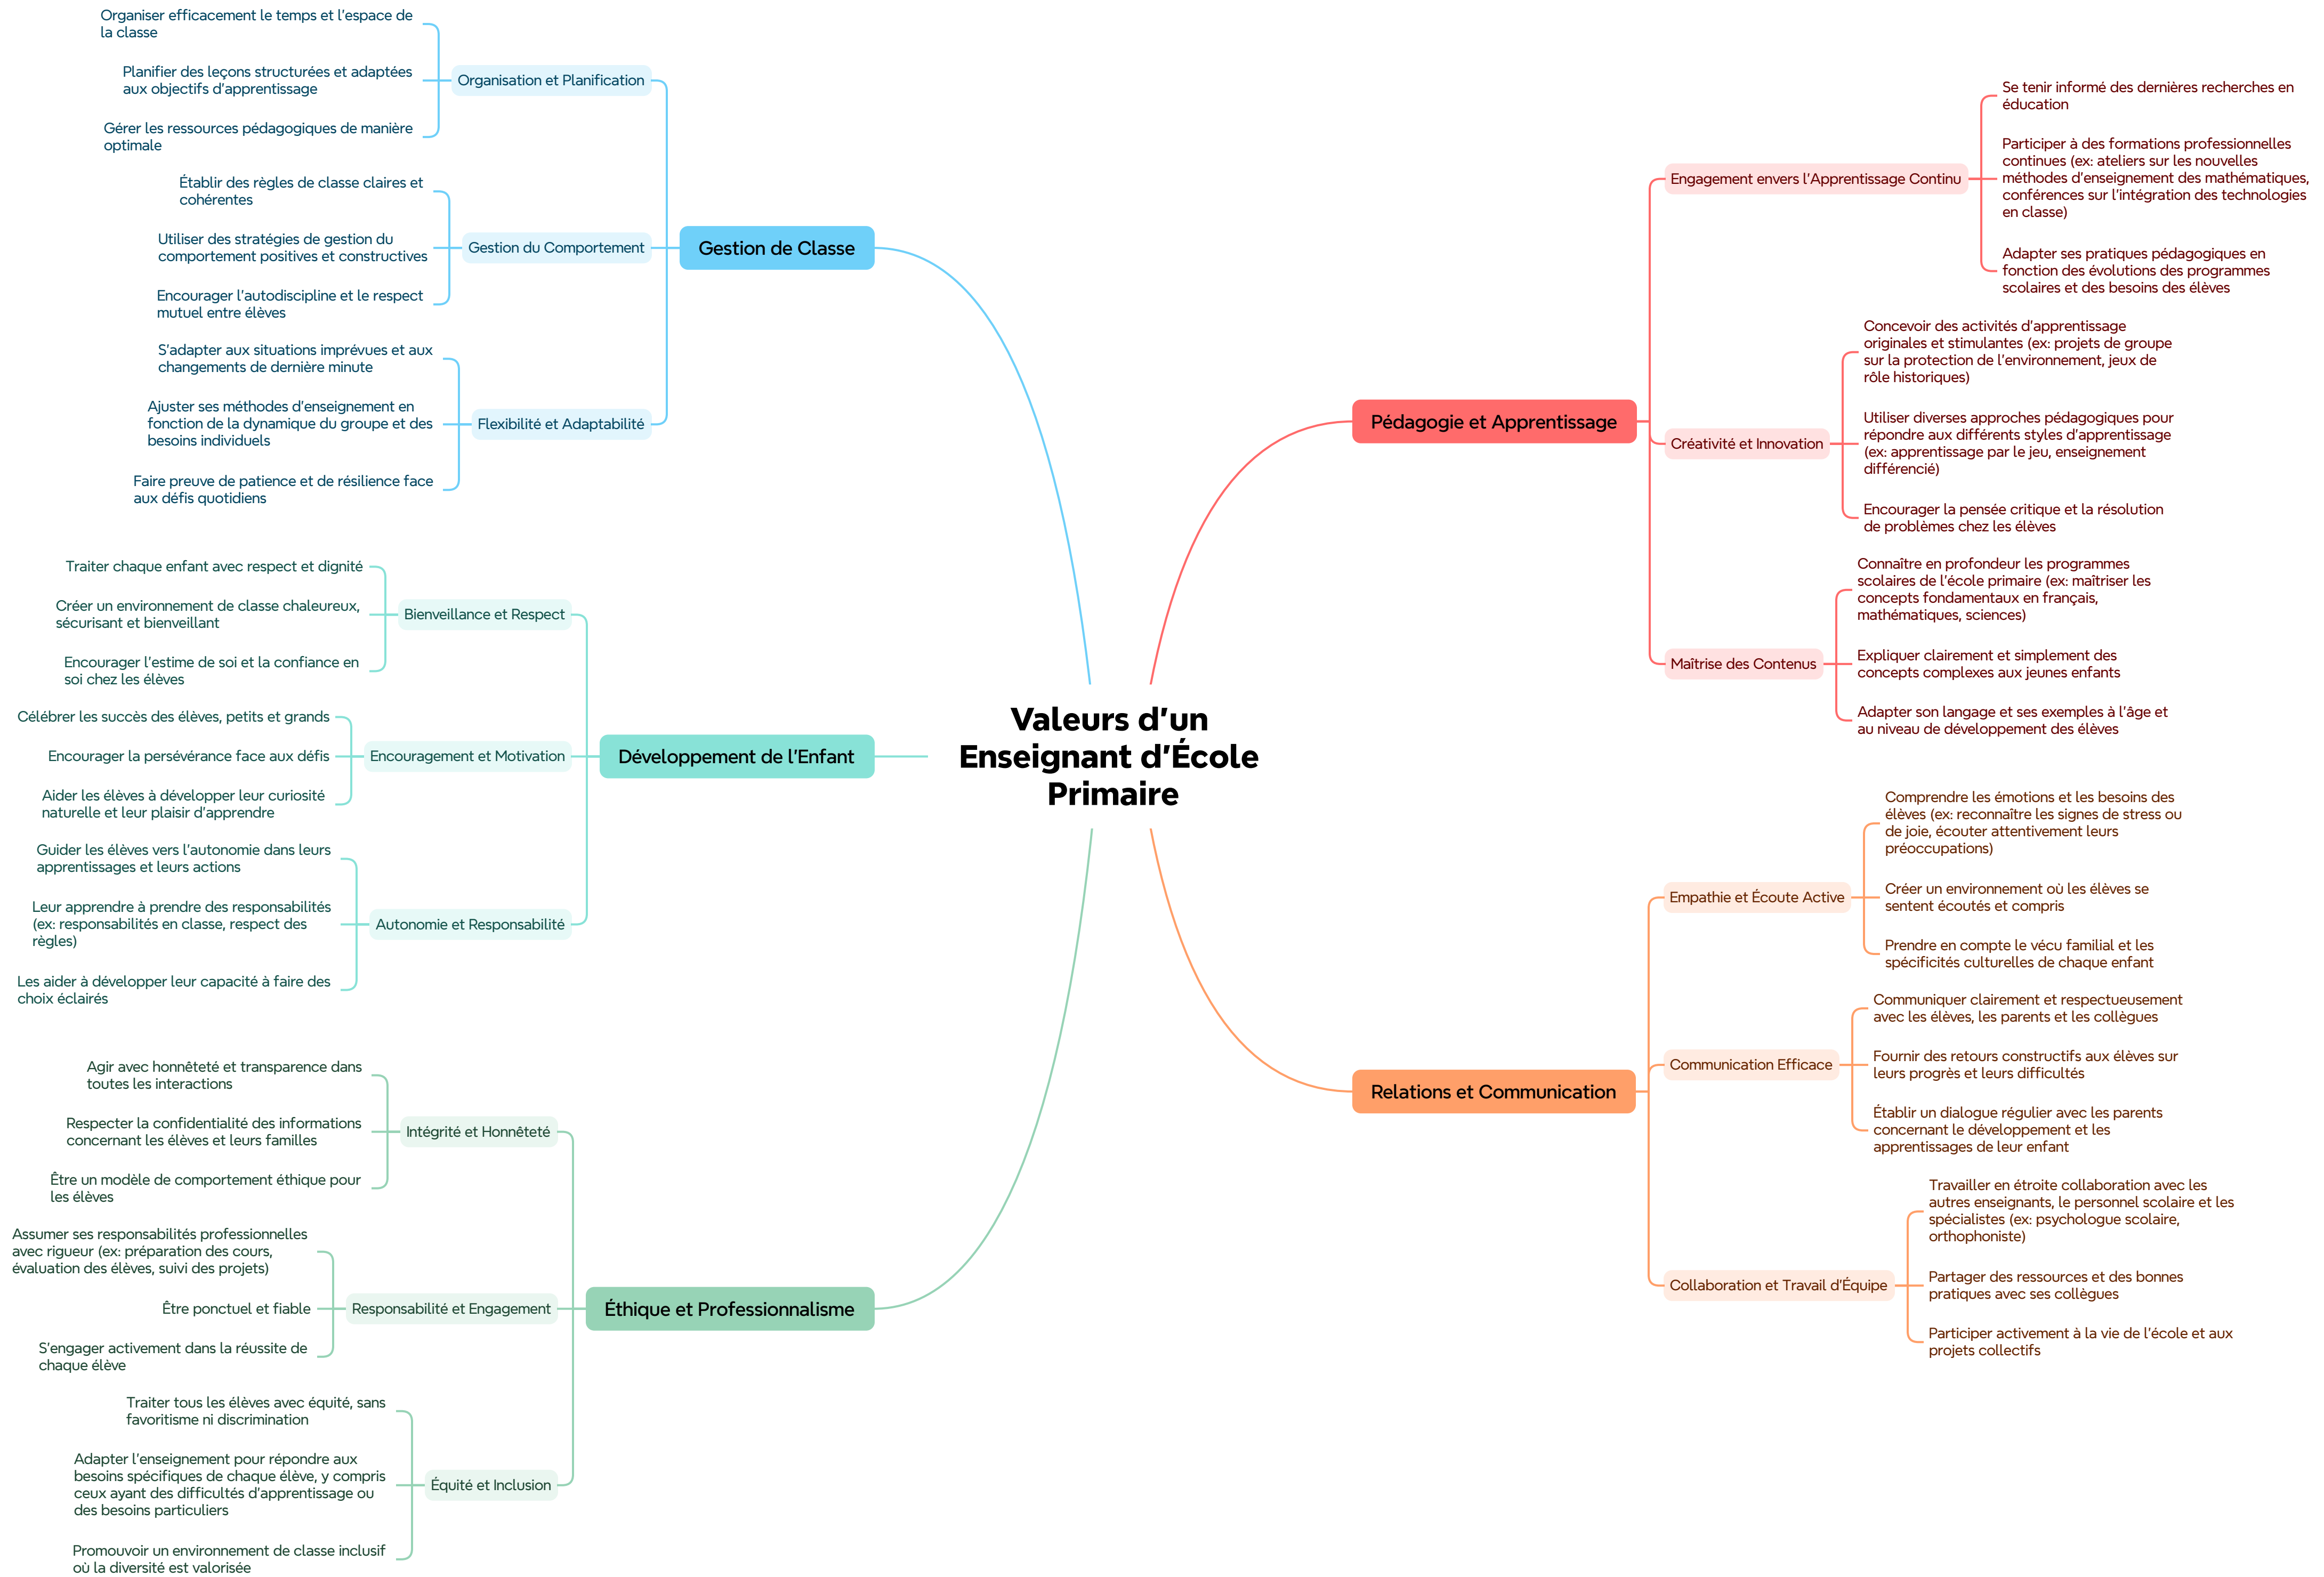 Valeurs d'un
Enseignant d'École
Primaire
Pédagogie et Apprentissage
Engagement envers l'Apprentissage Continu
Se tenir informé des dernières recherches en
éducation
Participer à des formations professionnelles
continues (ex: ateliers sur les nouvelles
méthodes d'enseignement des mathématiques,
conférences sur l'intégration des technologies
en classe)
Adapter ses pratiques pédagogiques en
fonction des évolutions des programmes
scolaires et des besoins des élèves
Créativité et Innovation
Concevoir des activités d'apprentissage
originales et stimulantes (ex: projets de groupe
sur la protection de l'environnement, jeux de
rôle historiques)
Utiliser diverses approches pédagogiques pour
répondre aux différents styles d'apprentissage
(ex: apprentissage par le jeu, enseignement
différencié)
Encourager la pensée critique et la résolution
de problèmes chez les élèves
Maîtrise des Contenus
Connaître en profondeur les programmes
scolaires de l'école primaire (ex: maîtriser les
concepts fondamentaux en français,
mathématiques, sciences)
Expliquer clairement et simplement des
concepts complexes aux jeunes enfants
Adapter son langage et ses exemples à l'âge et
au niveau de développement des élèves
Relations et Communication
Empathie et Écoute Active
Comprendre les émotions et les besoins des
élèves (ex: reconnaître les signes de stress ou
de joie, écouter attentivement leurs
préoccupations)
Créer un environnement où les élèves se
sentent écoutés et compris
Prendre en compte le vécu familial et les
spécificités culturelles de chaque enfant
Communication Efficace
Communiquer clairement et respectueusement
avec les élèves, les parents et les collègues
Fournir des retours constructifs aux élèves sur
leurs progrès et leurs difficultés
Établir un dialogue régulier avec les parents
concernant le développement et les
apprentissages de leur enfant
Collaboration et Travail d'Équipe
Travailler en étroite collaboration avec les
autres enseignants, le personnel scolaire et les
spécialistes (ex: psychologue scolaire,
orthophoniste)
Partager des ressources et des bonnes
pratiques avec ses collègues
Participer activement à la vie de l'école et aux
projets collectifs
Gestion de Classe
Organisation et Planification
Organiser efficacement le temps et l'espace de
la classe
Planifier des leçons structurées et adaptées
aux objectifs d'apprentissage
Gérer les ressources pédagogiques de manière
optimale
Gestion du Comportement
Établir des règles de classe claires et
cohérentes
Utiliser des stratégies de gestion du
comportement positives et constructives
Encourager l'autodiscipline et le respect
mutuel entre élèves
Flexibilité et Adaptabilité
S'adapter aux situations imprévues et aux
changements de dernière minute
Ajuster ses méthodes d'enseignement en
fonction de la dynamique du groupe et des
besoins individuels
Faire preuve de patience et de résilience face
aux défis quotidiens
Développement de l'Enfant
Bienveillance et Respect
Traiter chaque enfant avec respect et dignité
Créer un environnement de classe chaleureux,
sécurisant et bienveillant
Encourager l'estime de soi et la confiance en
soi chez les élèves
Encouragement et Motivation
Célébrer les succès des élèves, petits et grands
Encourager la persévérance face aux défis
Aider les élèves à développer leur curiosité
naturelle et leur plaisir d'apprendre
Autonomie et Responsabilité
Guider les élèves vers l'autonomie dans leurs
apprentissages et leurs actions
Leur apprendre à prendre des responsabilités
(ex: responsabilités en classe, respect des
règles)
Les aider à développer leur capacité à faire des
choix éclairés
Éthique et Professionnalisme
Intégrité et Honnêteté
Agir avec honnêteté et transparence dans
toutes les interactions
Respecter la confidentialité des informations
concernant les élèves et leurs familles
Être un modèle de comportement éthique pour
les élèves
Responsabilité et Engagement
Assumer ses responsabilités professionnelles
avec rigueur (ex: préparation des cours,
évaluation des élèves, suivi des projets)
Être ponctuel et fiable
S'engager activement dans la réussite de
chaque élève
Équité et Inclusion
Traiter tous les élèves avec équité, sans
favoritisme ni discrimination
Adapter l'enseignement pour répondre aux
besoins spécifiques de chaque élève, y compris
ceux ayant des difficultés d'apprentissage ou
des besoins particuliers
Promouvoir un environnement de classe inclusif
où la diversité est valorisée